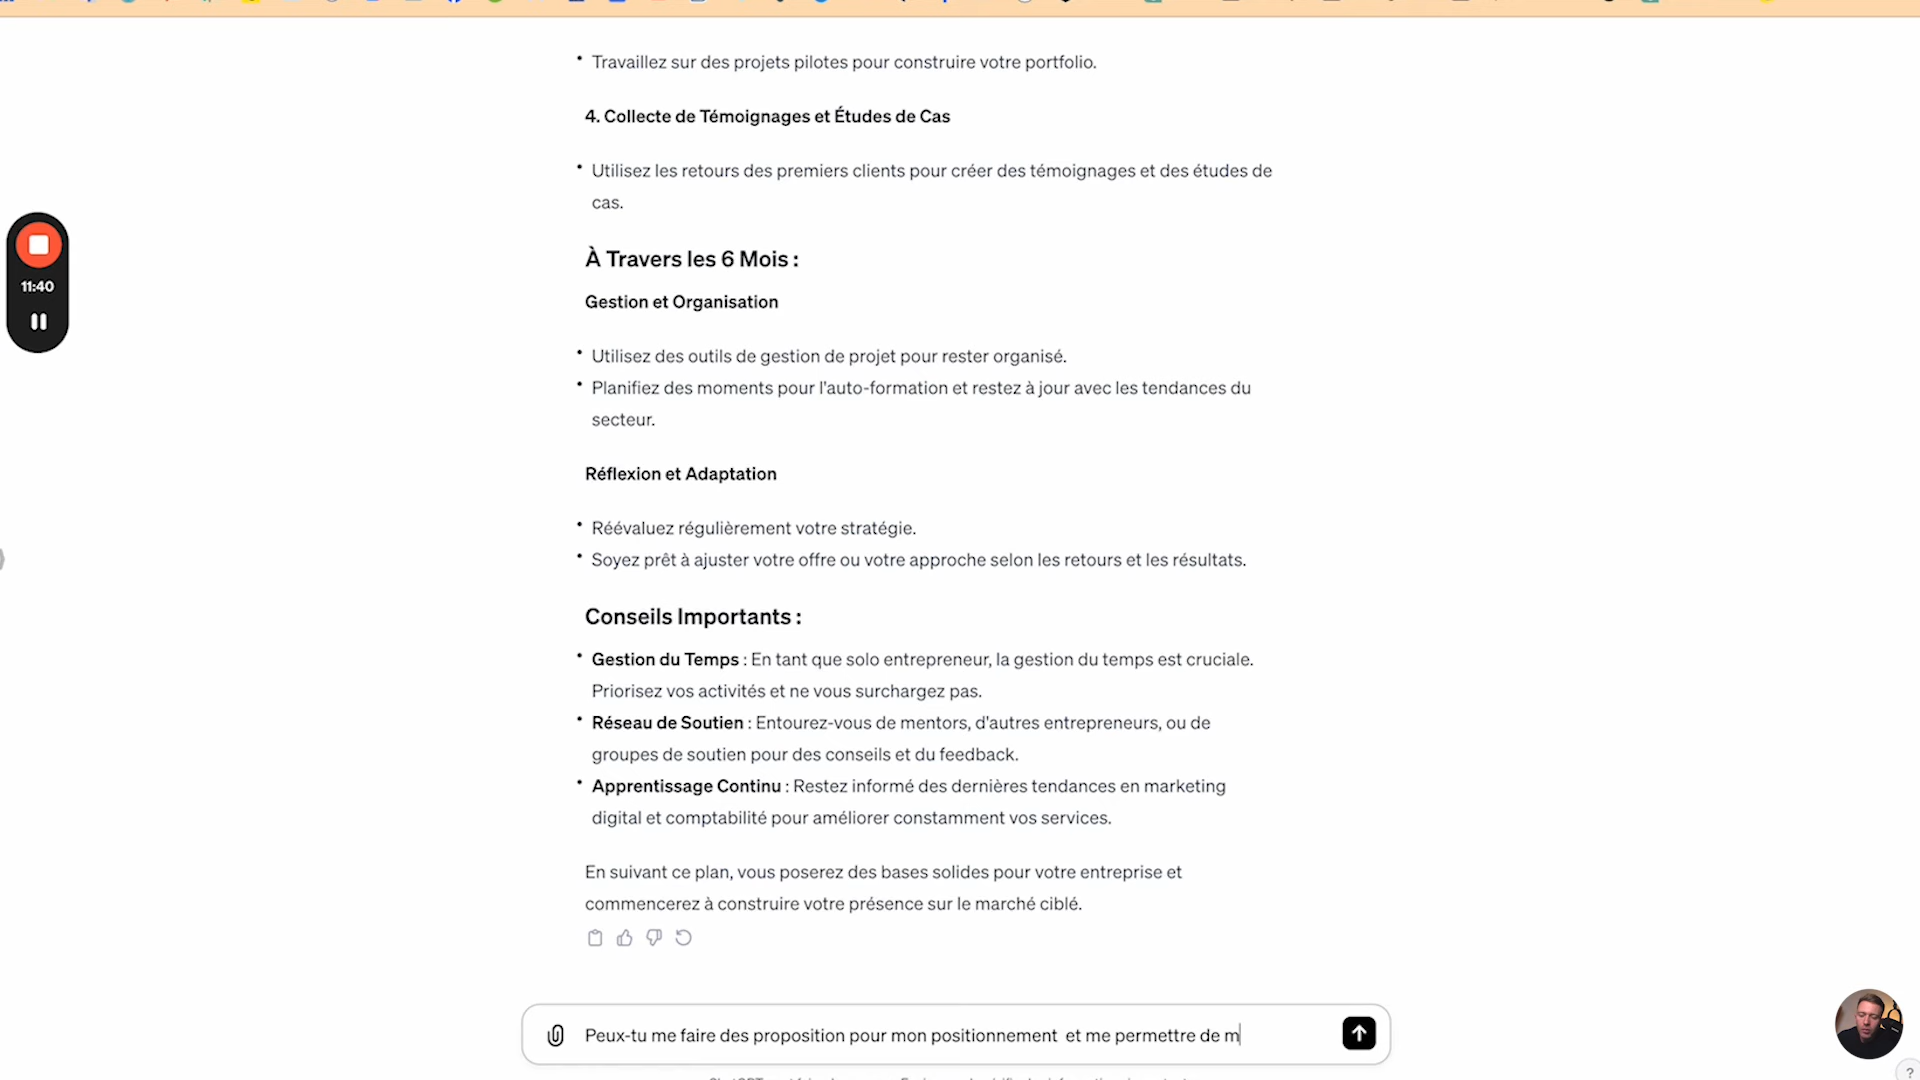 Travaillez sur des projets pilotes pour construire votre portfolio.
4. Collecte de Témoignages et Études de Cas
Utilisez les retours des premiers clients pour créer des témoignages et des études de
cas.
À Travers les 6 Mois :
11:40
Gestion et Organisation
Utilisez des outils de gestion de projet pour rester organisé.
Planifiez des moments pour l'auto-formation et restez à jour avec les tendances du
secteur.
Réflexion et Adaptation
Réévaluez régulièrement votre stratégie.
Soyez prêt à ajuster votre offre ou votre approche selon les retours et les résultats.
Conseils Importants :
Gestion du Temps : En tant que solo entrepreneur, la gestion du temps est cruciale.
Priorisez vos activités et ne vous surchargez pas.
Réseau de Soutien : Entourez-vous de mentors, d'autres entrepreneurs, ou de
groupes de soutien pour des conseils et du feedback.
Apprentissage Continu : Restez informé des dernières tendances en marketing
digital et comptabilité pour améliorer constamment vos services.
En suivant ce plan, vous poserez des bases solides pour votre entreprise et
commencerez à construire votre présence sur le marché ciblé.
Peux-tu me faire des proposition pour mon positionnement  et me permettre de m
?